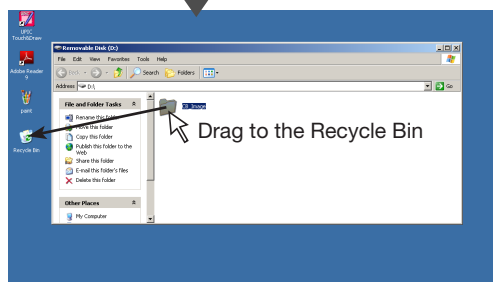 UPIC
Touch&Draw
Adobe Reader
9
paint
Recycle Bin
Removable Disk (D:)
File Edit View Favorites Tools Help
Back Search Folders
Address D:\ Go
File and Folder Tasks
Rename this folder
Move this folder
Copy this folder
Publish this folder to the
Web
Share this folder
E-mail this folder's files
Delete this folder
Other Places
My Computer
CB_Image
Drag to the Recycle Bin